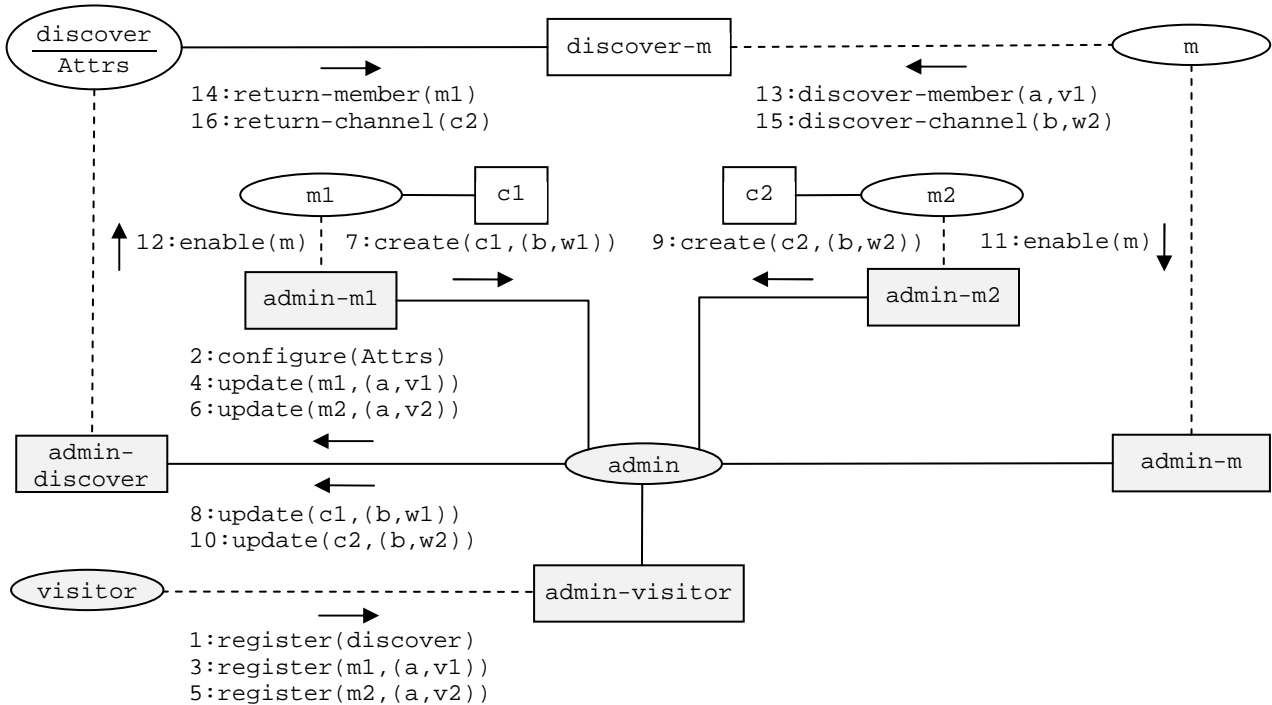 discover
Attrs
discover-m
m
14:return-member(m1)
16:return-channel(c2)
13:discover-member(a,v1)
15:discover-channel(b,w2)
m1
c1
c2
m2
12:enable(m)
7:create(c1,(b,w1))
9:create(c2,(b,w2))
11:enable(m)
admin-m1
admin-m2
2:configure(Attrs)
4:update(m1,(a,v1))
6:update(m2,(a,v2))
admin-
discover
admin
admin-m
8:update(c1,(b,w1))
10:update(c2,(b,w2))
visitor
admin-visitor
1:register(discover)
3:register(m1,(a,v1))
5:register(m2,(a,v2))